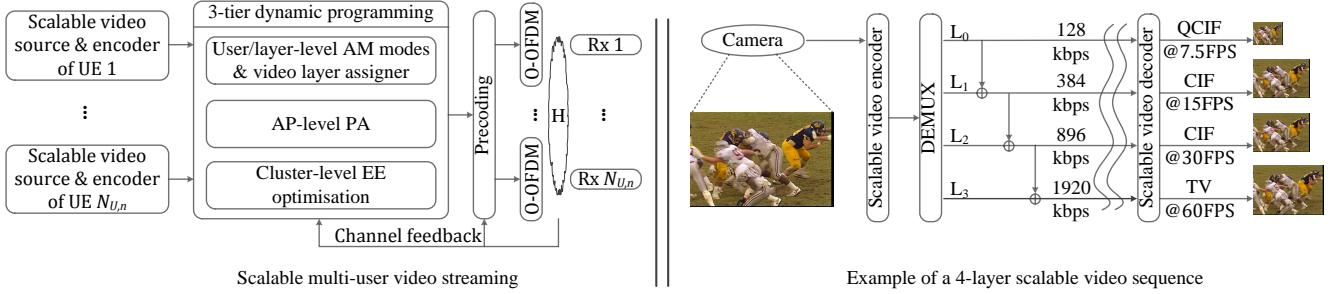 Scalable video
source & encoder
of UE 1
⋮
Scalable video
source & encoder
of UE N_{U,n}
3-tier dynamic programming
User/layer-level AM modes
& video layer assigner
AP-level PA
Cluster-level EE
optimisation
Precoding
O-OFDM
⋮
O-OFDM
H
Rx 1
⋮
Rx N_{U,n}
Channel feedback
Scalable multi-user video streaming
Camera
Scalable video encoder
DEMUX
L_0
128
kbps
L_1
384
kbps
L_2
896
kbps
L_3
1920
kbps
Scalable video decoder
QCIF
@7.5FPS
CIF
@15FPS
CIF
@30FPS
TV
@60FPS
Example of a 4-layer scalable video sequence